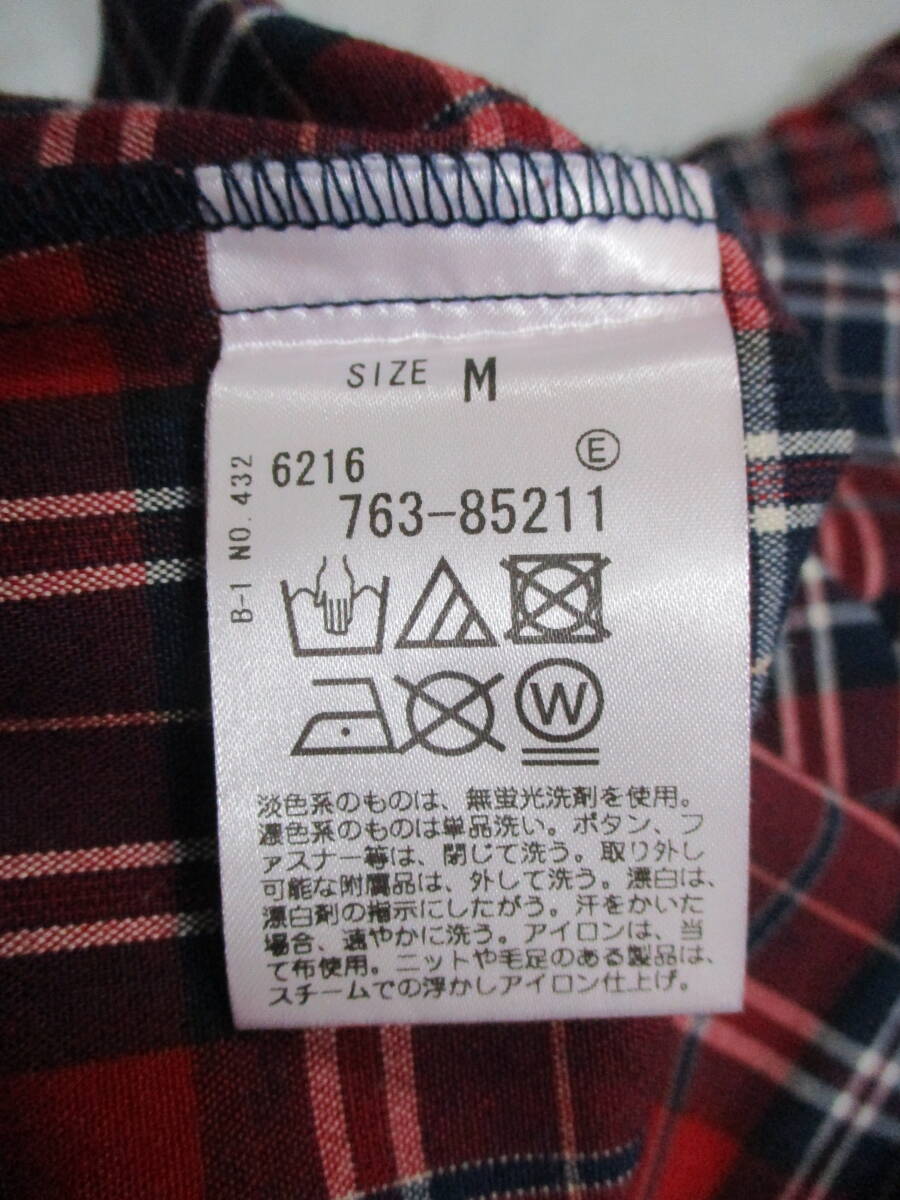 SIZE M
E
6216
763-85211
B-1 NO. 432
W
淡色系のものは、無蛍光洗剤を使用。
濃色系のものは単品洗い。ボタン、フ
ァスナー等は、閉じて洗う。取り外し
可能な附属品は、外して洗う。漂白は、
漂白剤の指示にしたがう。汗をかいた
場合、速やかに洗う。アイロンは、当
て布使用。ニットや毛足のある製品は、
スチームでの浮かしアイロン仕上げ。